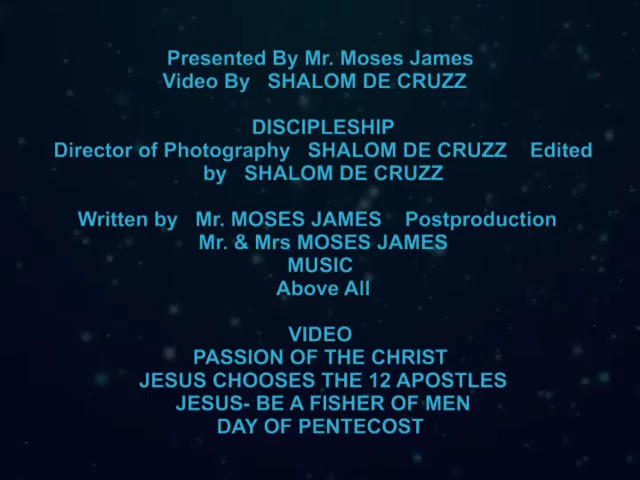 Presented By Mr. Moses James
Video By SHALOM DE CRUZZ
DISCIPLESHIP
Director of Photography SHALOM DE CRUZZ Edited
by SHALOM DE CRUZZ
Written by Mr. MOSES JAMES Postproduction
Mr. & Mrs MOSES JAMES
MUSIC
Above All
VIDEO
PASSION OF THE CHRIST
JESUS CHOOSES THE 12 APOSTLES
JESUS- BE A FISHER OF MEN
DAY OF PENTECOST